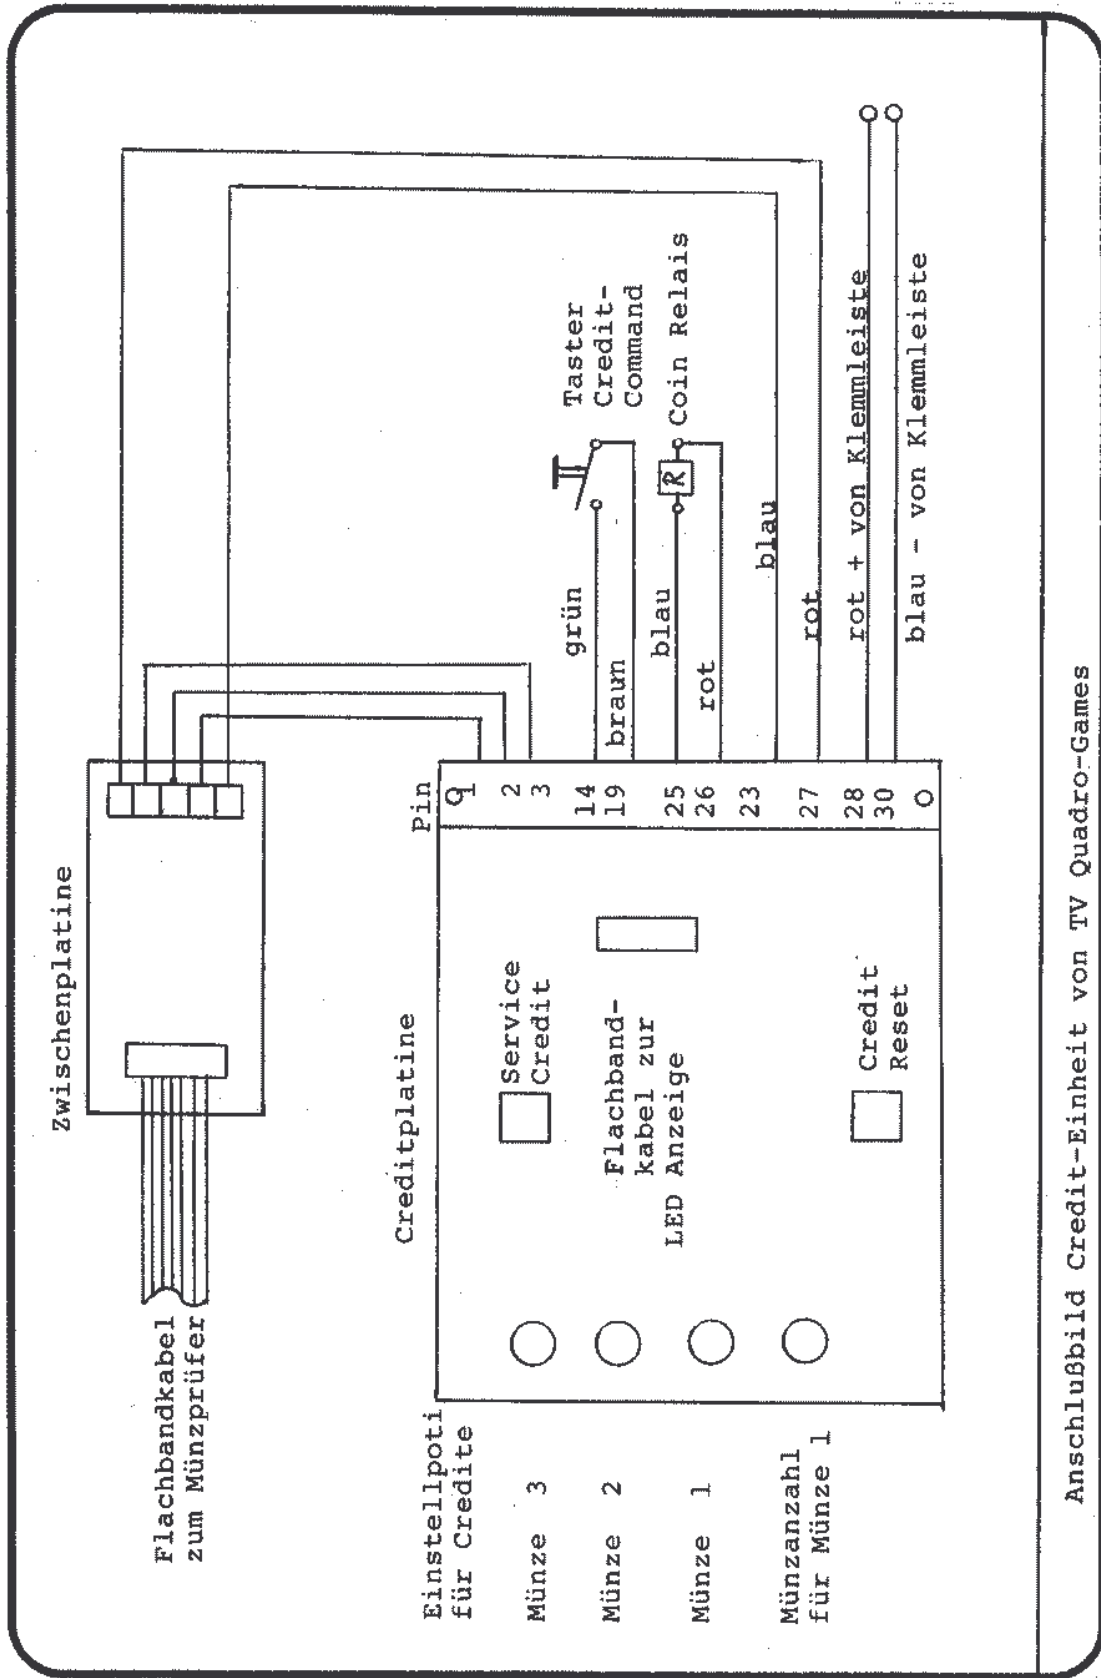 Zwischenplatine
Flachbandkabel
zum Münzprüfer
Creditplatine
Pin
1
2
3
14
19
25
26
23
27
28
30
Service
Credit
Flachband-
kabel zur
LED Anzeige
Credit
Reset
Einstellpoti
für Credite
Münze 3
Münze 2
Münze 1
Münzanzahl
für Münze 1
grün
braun
Taster
Credit-
Command
blau
rot
R
Coin Relais
blau
rot
rot + von Klemmleiste
blau - von Klemmleiste
Anschlußbild Credit-Einheit von TV Quadro-Games